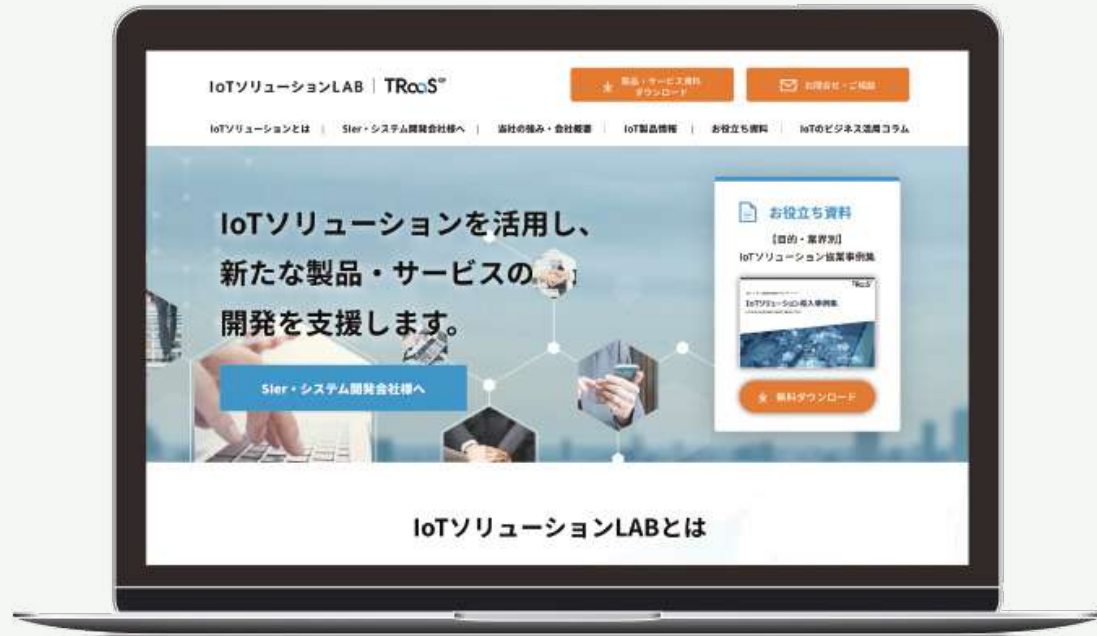 IoTソリューションLAB | TRaaS
製品・サービス資料
ダウンロード
お問合せ・ご相談
IoTソリューションとは | SIer・システム開発会社様へ | 当社の強み・会社概要 | IoT製品情報 | お役立ち資料 | IoTのビジネス活用コラム
IoTソリューションを活用し、
新たな製品・サービスの
開発を支援します。
SIer・システム開発会社様へ
お役立ち資料
【目的・業界別】
IoTソリューション協業事例集
TRaaS
IoTソリューション導入事例集
無料ダウンロード
IoTソリューションLABとは